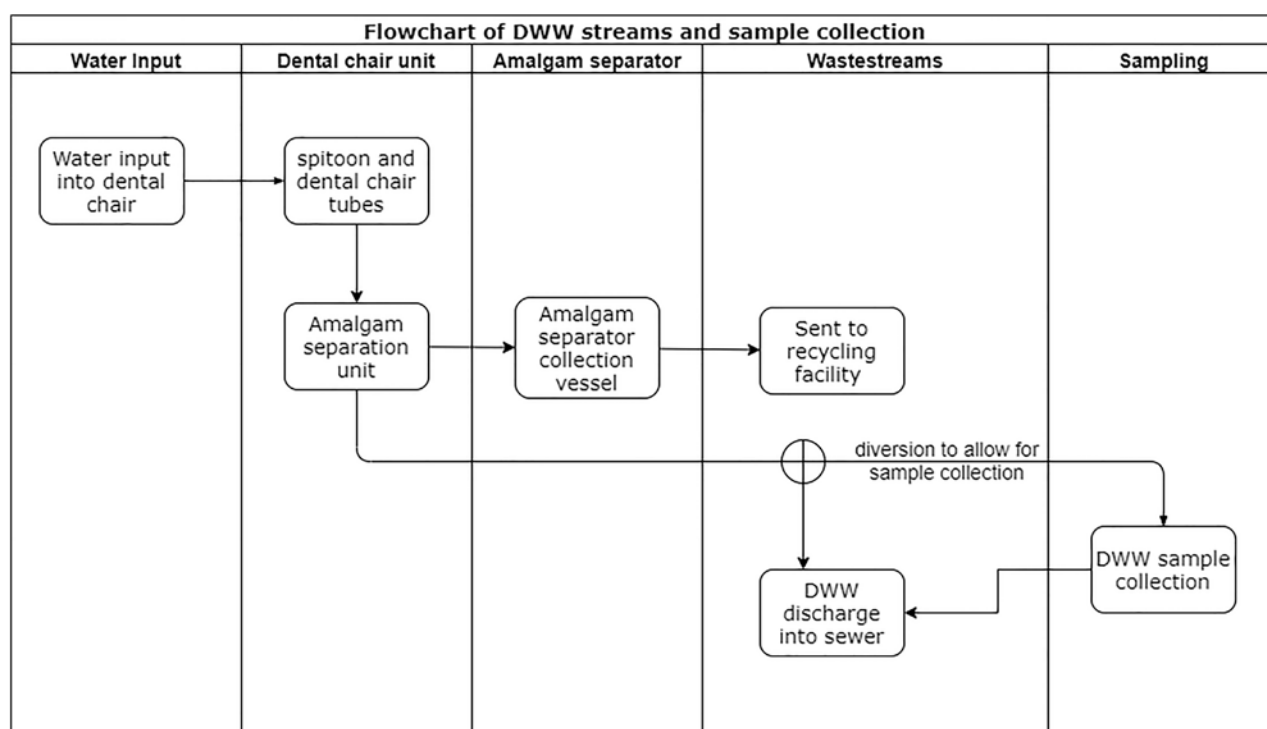 Flowchart of DWW streams and sample collection
Water Input
Dental chair unit
Amalgam separator
Wastestreams
Sampling
Water input
into dental
chair
spitoon and
dental chair
tubes
Amalgam
separation
unit
Amalgam
separator
collection
vessel
Sent to
recycling
facility
diversion to allow for
sample collection
DWW sample
collection
DWW
discharge
into sewer